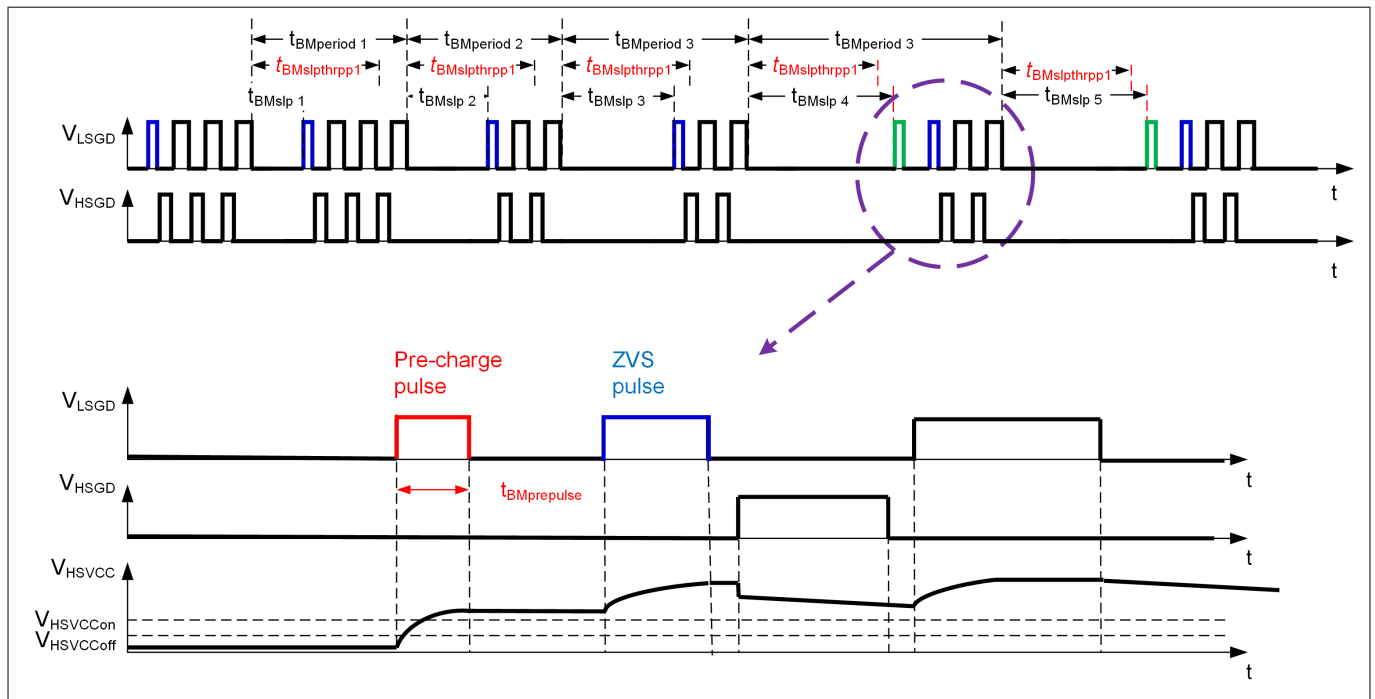 tBMperiod 1 tBMperiod 2 tBMperiod 3 tBMperiod 3
tBMslpthrpp1 tBMslpthrpp1 tBMslpthrpp1 tBMslpthrpp1 tBMslpthrpp1
tBMslp 1 tBMslp 2 tBMslp 3 tBMslp 4 tBMslp 5
VLSGD
t
VHSGD
t
Pre-charge
pulse
ZVS
pulse
VLSGD
t
tBMprepulse
VHSGD
t
VHSVCC
VHSVCCon
VHSVCCoff
t